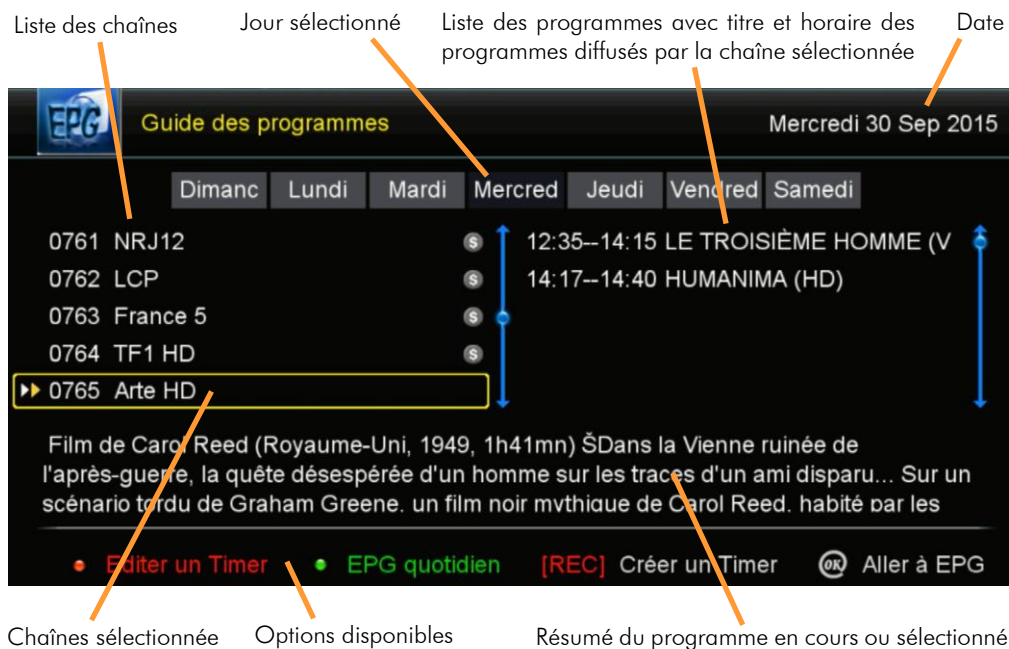 Liste des chaînes
Jour sélectionné
Liste des programmes avec titre et horaire des
programmes diffusés par la chaîne sélectionnée
Date
EPG
Guide des programmes
Mercredi 30 Sep 2015
Dimanc Lundi Mardi Mercred Jeudi Vendred Samedi
0761 NRJ12 S
0762 LCP S
0763 France 5 S
0764 TF1 HD S
0765 Arte HD
12:35--14:15 LE TROISIÈME HOMME (V
14:17--14:40 HUMANIMA (HD)
Film de Carol Reed (Royaume-Uni, 1949, 1h41mn) ŠDans la Vienne ruinée de
l'après-guerre, la quête désespérée d'un homme sur les traces d'un ami disparu... Sur un
scénario tordu de Graham Greene, un film noir mythique de Carol Reed, habité par les
Editer un Timer EPG quotidien [REC] Créer un Timer OK Aller à EPG
Chaînes sélectionnée
Options disponibles
Résumé du programme en cours ou sélectionné